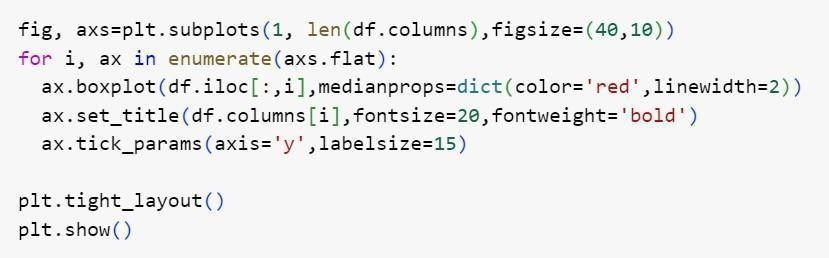 fig, axs=plt.subplots(1, len(df.columns),figsize=(40,10))
for i, ax in enumerate(axs.flat):
  ax.boxplot(df.iloc[:,i],medianprops=dict(color='red',linewidth=2))
  ax.set_title(df.columns[i],fontsize=20,fontweight='bold')
  ax.tick_params(axis='y',labelsize=15)

plt.tight_layout()
plt.show()